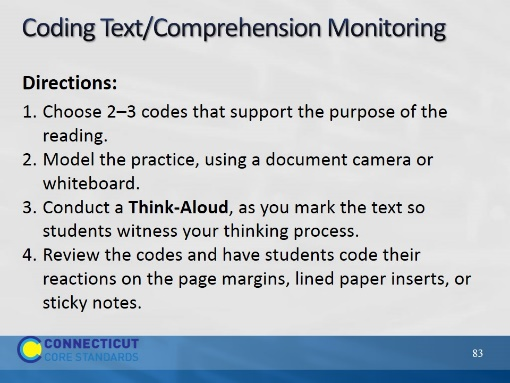 Coding Text/Comprehension Monitoring
Directions:
1. Choose 2–3 codes that support the purpose of the
reading.
2. Model the practice, using a document camera or
whiteboard.
3. Conduct a Think-Aloud, as you mark the text so
students witness your thinking process.
4. Review the codes and have students code their
reactions on the page margins, lined paper inserts, or
sticky notes.
CONNECTICUT
CORE STANDARDS
83